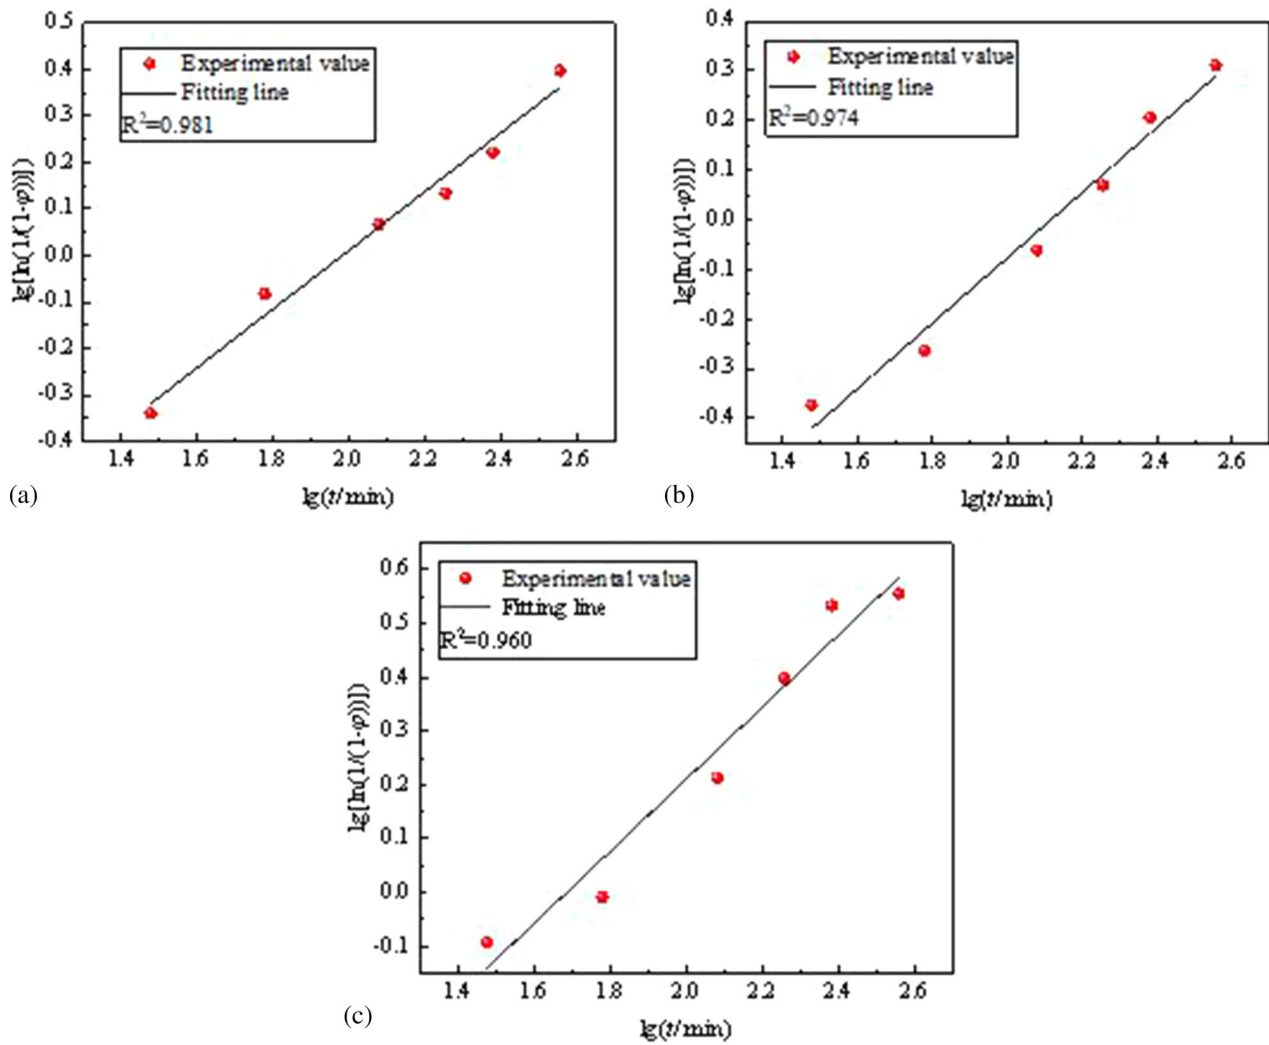 0.5
0.4
0.3
0.2
0.1
0.0
-0.1
-0.2
-0.3
-0.4
lg[ln(1/(1-φ))])
Experimental value
Fitting line
R²=0.981
1.4 1.6 1.8 2.0 2.2 2.4 2.6
lg(t/min)
(a)
0.4
0.3
0.2
0.1
0.0
-0.1
-0.2
-0.3
-0.4
lg[ln(1/(1-φ))])
Experimental value
Fitting line
R²=0.974
1.4 1.6 1.8 2.0 2.2 2.4 2.6
lg(t/min)
(b)
0.6
0.5
0.4
0.3
0.2
0.1
0.0
-0.1
lg[ln(1/(1-φ))])
Experimental value
Fitting line
R²=0.960
1.4 1.6 1.8 2.0 2.2 2.4 2.6
lg(t/min)
(c)